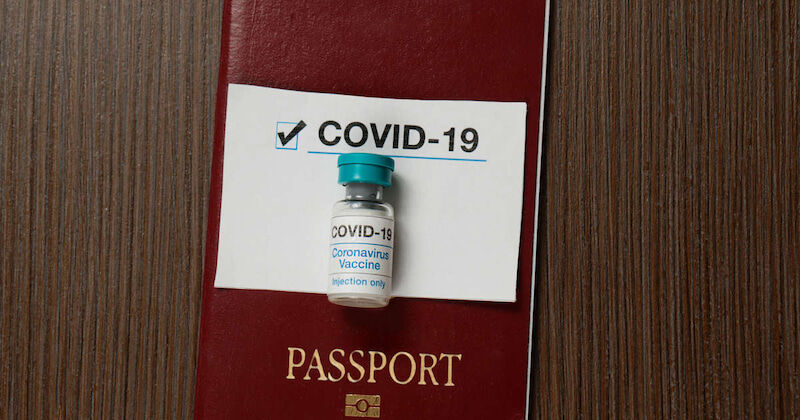 COVID-19
COVID-19
Coronavirus
Vaccine
Injection only
PASSPORT